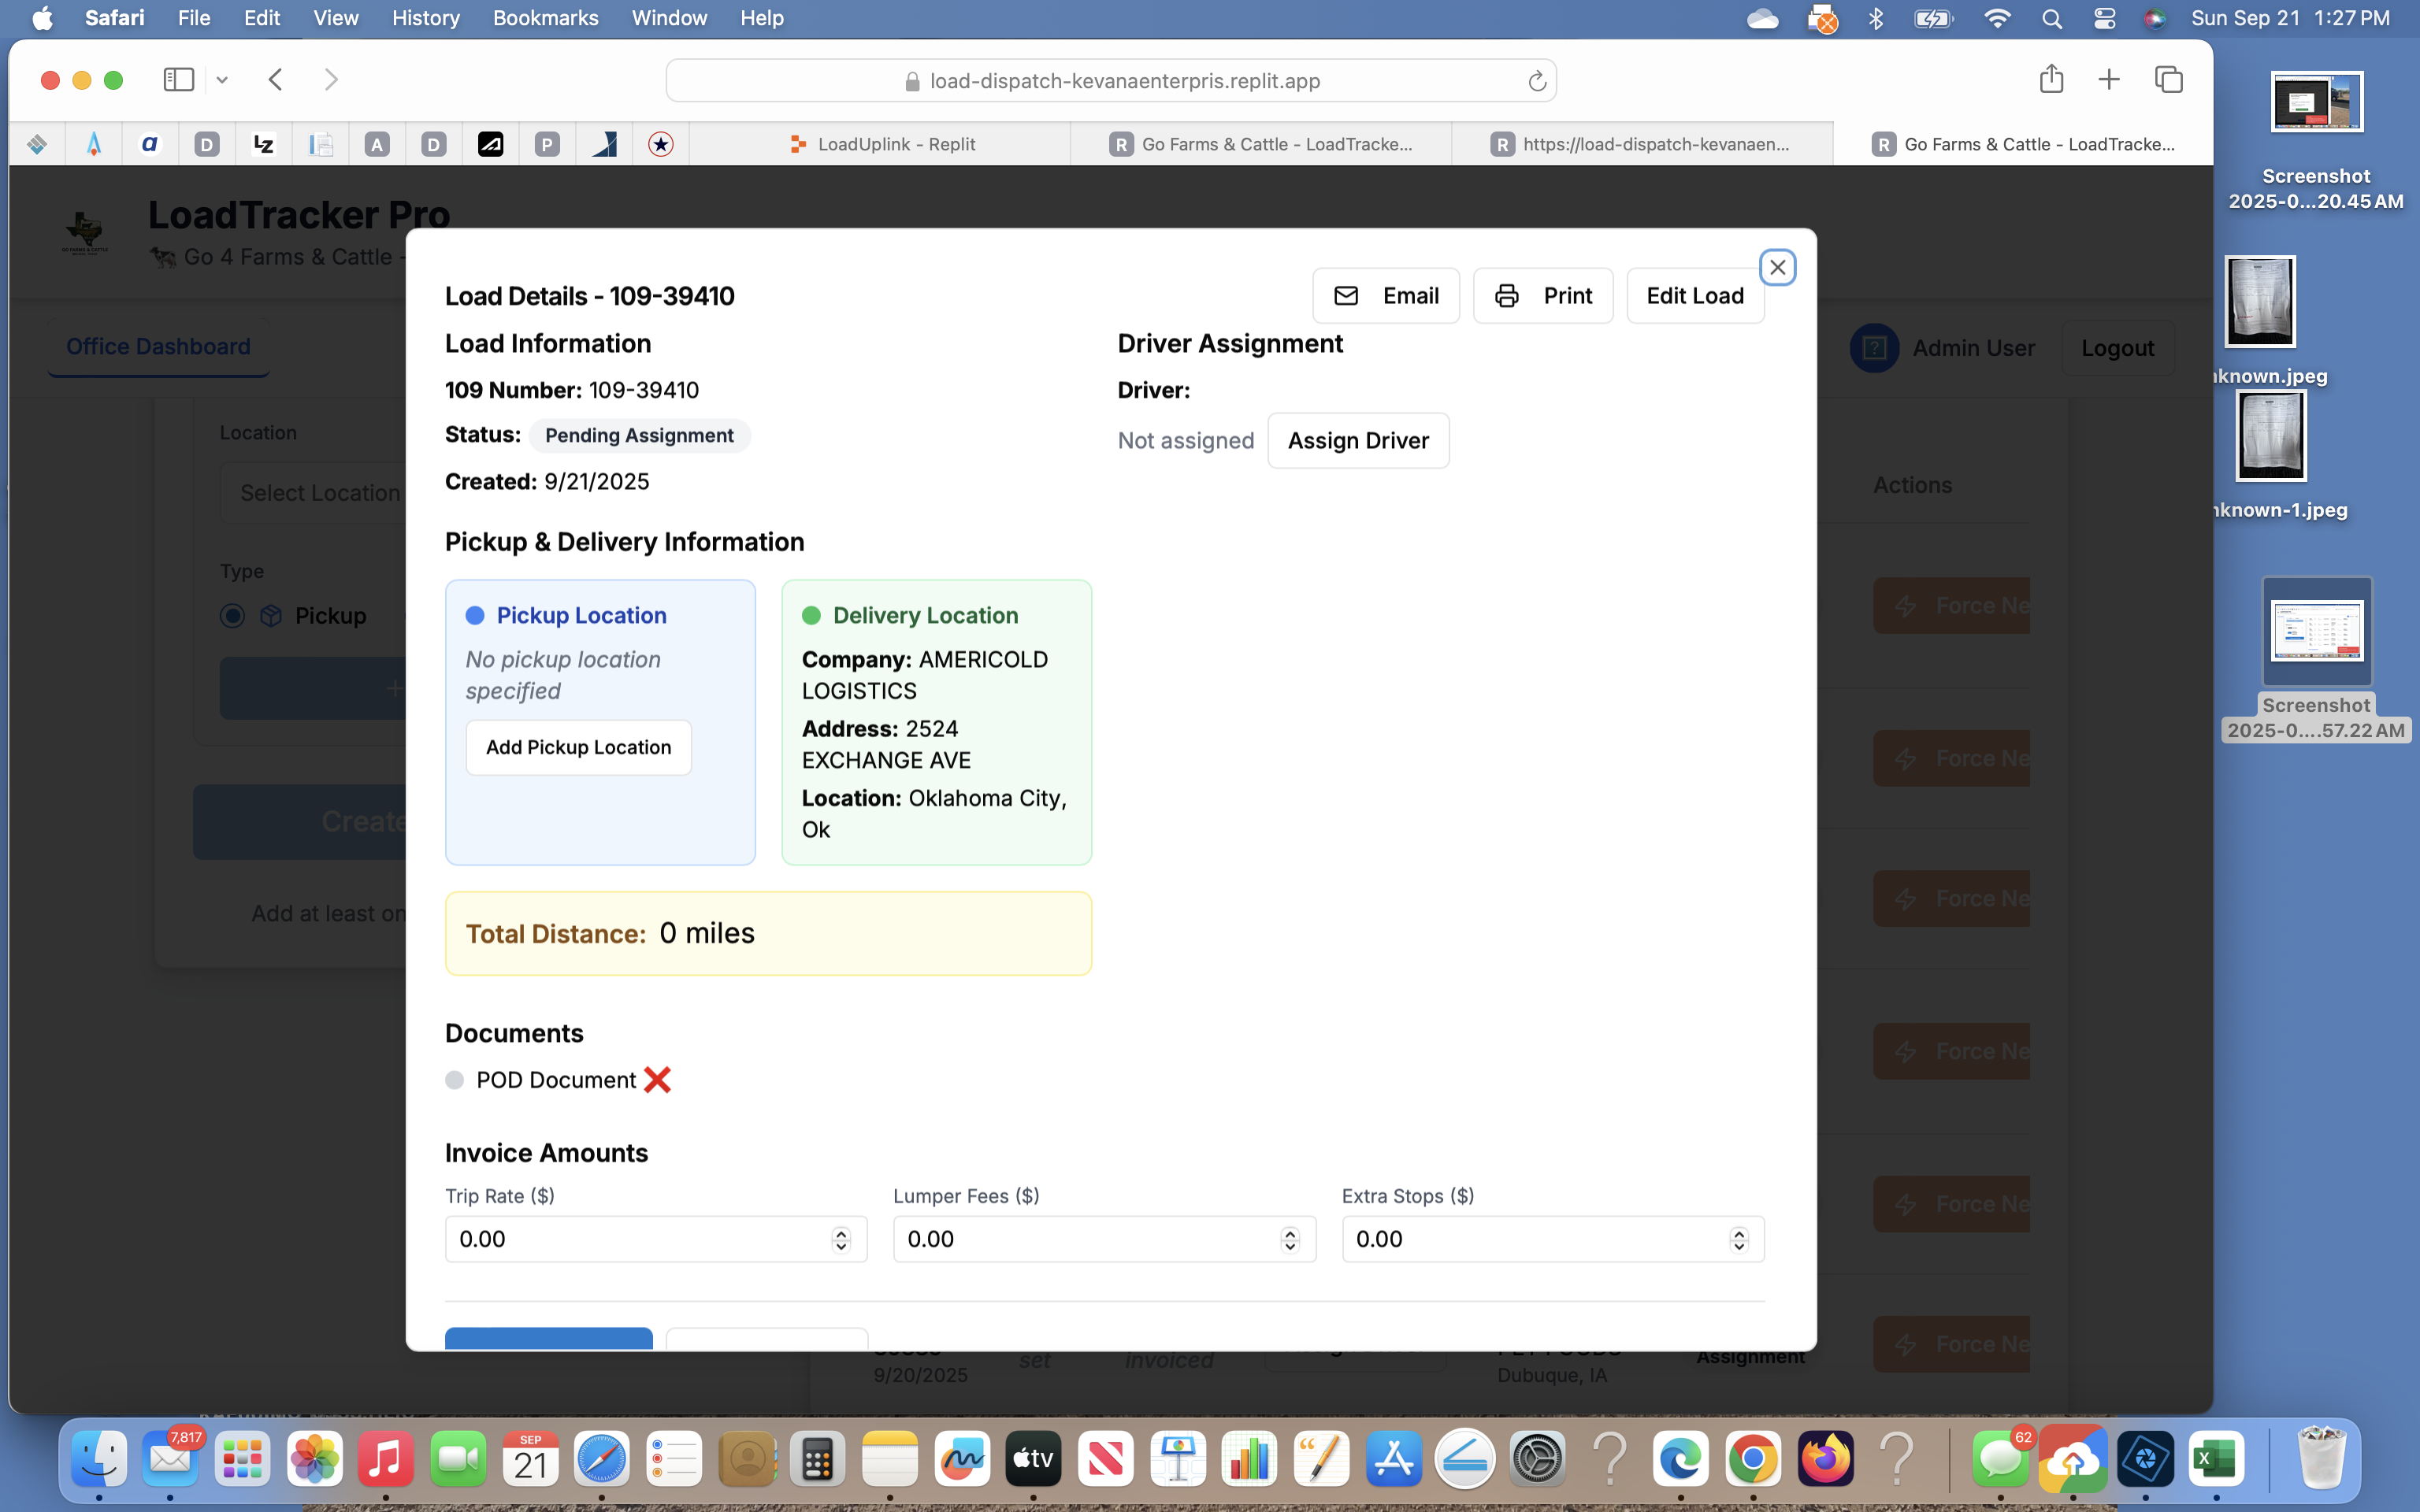 Safari File Edit View History Bookmarks Window Help Sun Sep 21 1:27 PM
load-dispatch-kevanaenterpris.replit.app
LoadUplink - Replit
Go Farms & Cattle - LoadTracke...
https://load-dispatch-kevanaen...
Go Farms & Cattle - LoadTracke...
LoadTracker Pro
Go 4 Farms & Cattle -
Office Dashboard
Admin User
Logout
Location
Select Location
Type
Pickup
+
Create
Add at least on
Load Details - 109-39410
Email
Print
Edit Load
Load Information
109 Number: 109-39410
Status: Pending Assignment
Created: 9/21/2025
Driver Assignment
Driver:
Not assigned
Assign Driver
Pickup & Delivery Information
Pickup Location
No pickup location
specified
Add Pickup Location
Delivery Location
Company: AMERICOLD
LOGISTICS
Address: 2524
EXCHANGE AVE
Location: Oklahoma City,
Ok
Total Distance: 0 miles
Documents
POD Document
Invoice Amounts
Trip Rate ($)
0.00
Lumper Fees ($)
0.00
Extra Stops ($)
0.00
Actions
Force Ne
Force Ne
Force Ne
Force Ne
Force Ne
Force Ne
set
invoiced
Assignment
9/20/2025
Dubuque, IA
Screenshot
2025-0...20.45 AM
known.jpeg
known-1.jpeg
Screenshot
2025-0....57.22 AM
7,817
SEP
21
tv
62